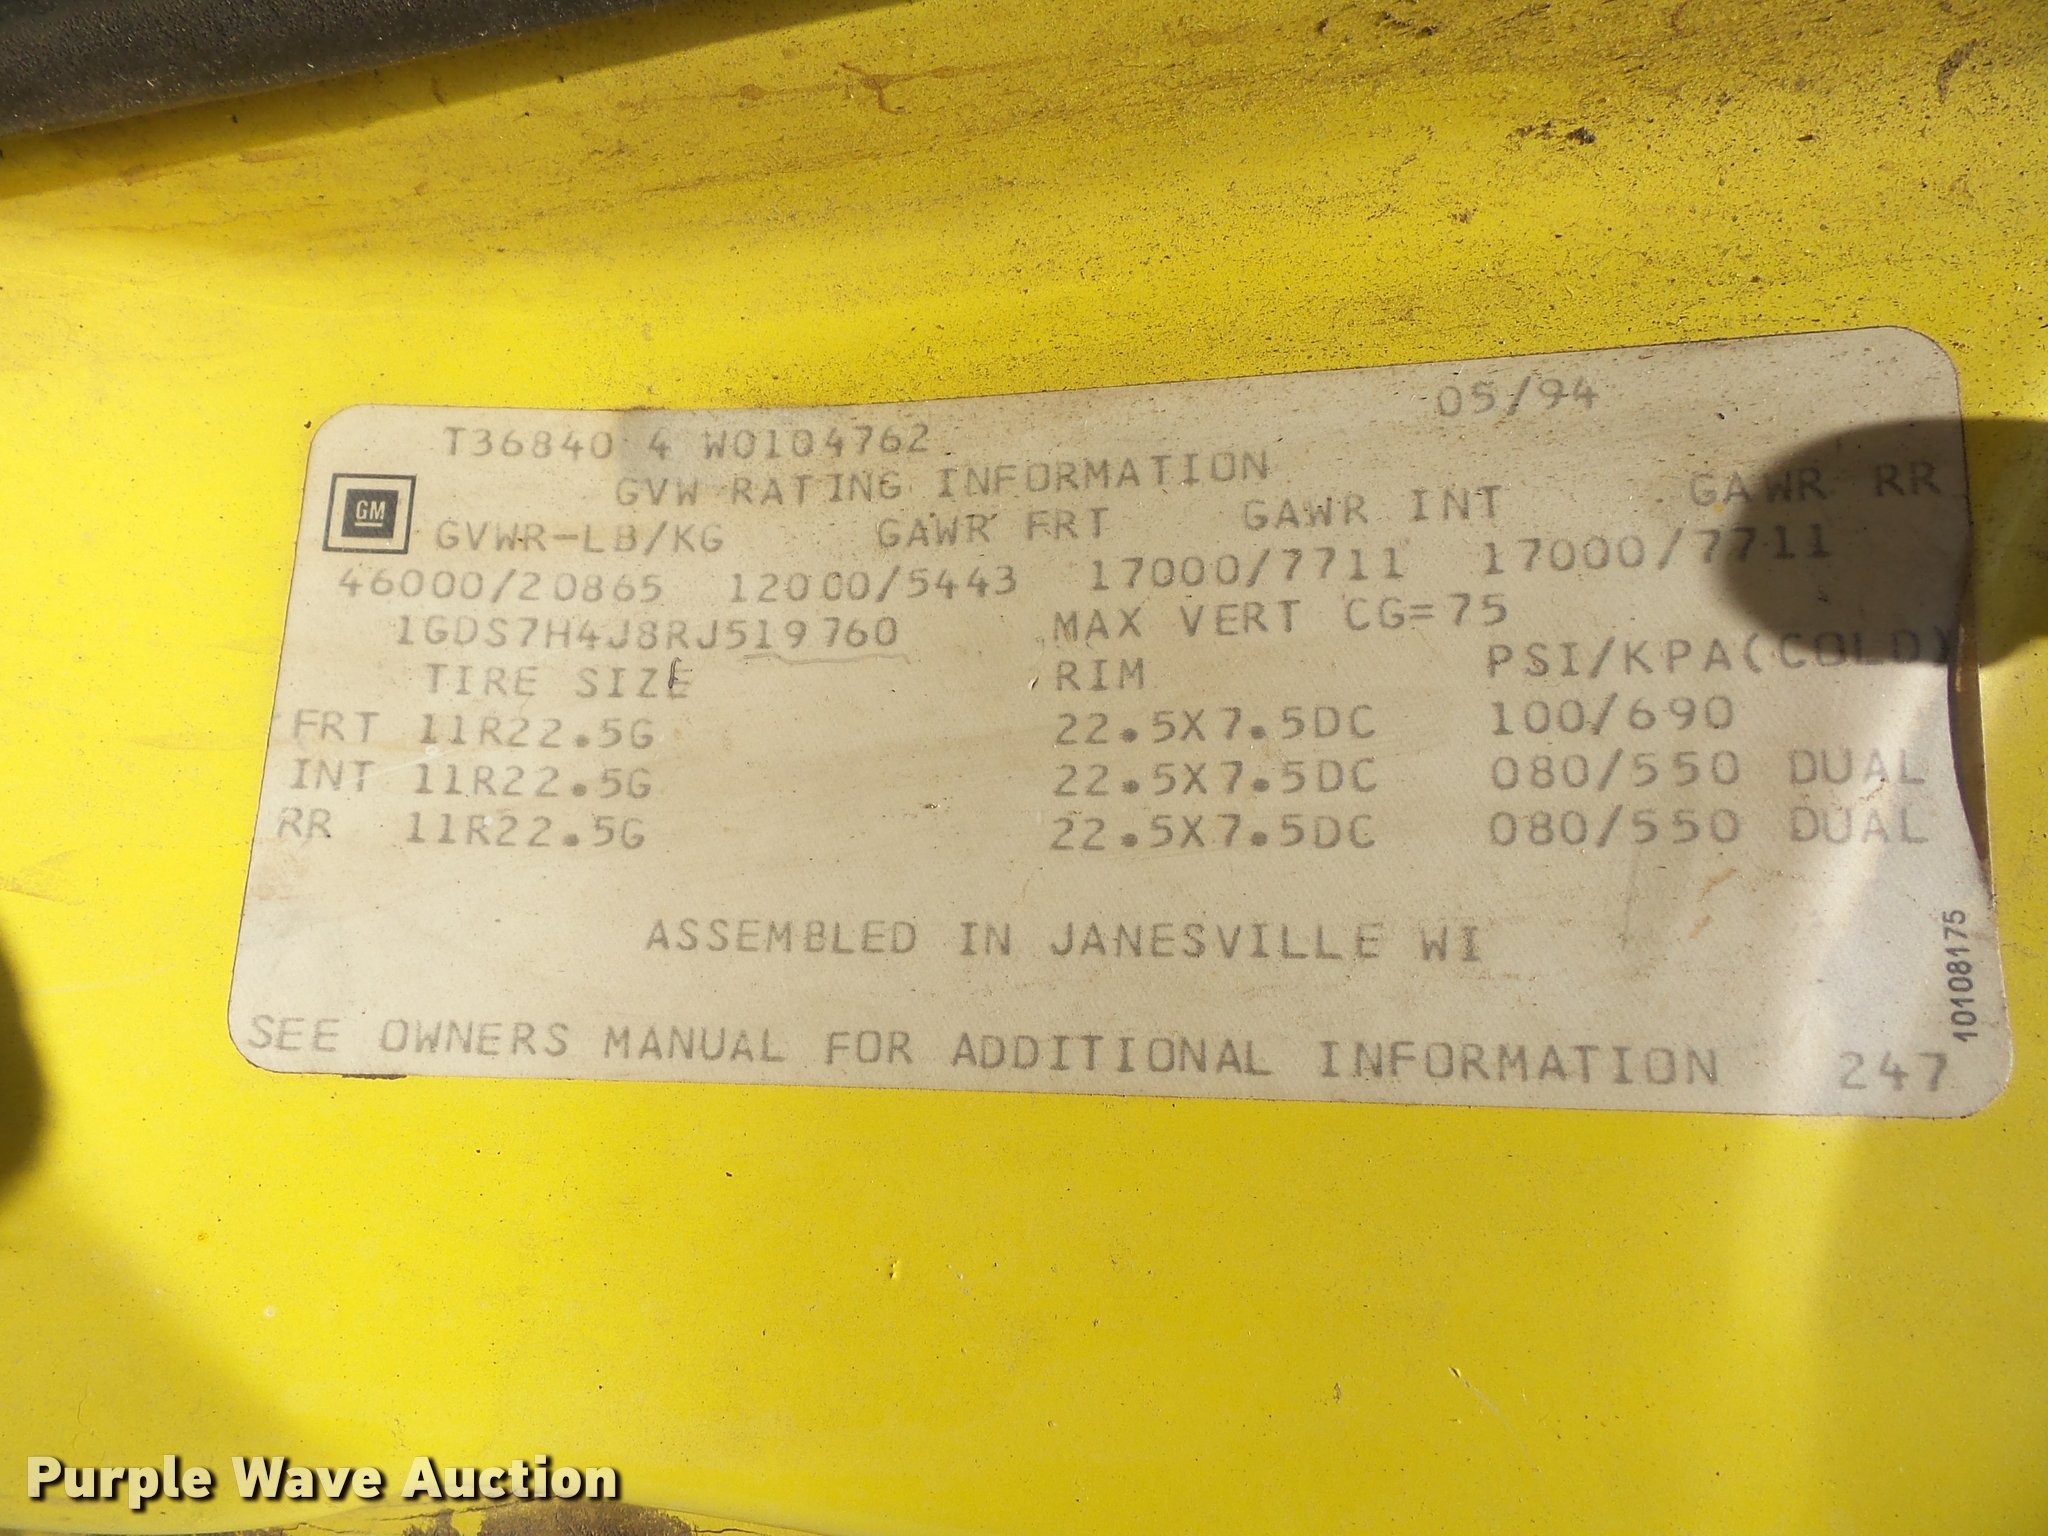 05/94
T36840 4 W0104762
GVW RATING INFORMATION
GM
GVWR-LB/KG GAWR FRT GAWR INT GAWR RR
46000/20865 12000/5443 17000/7711 17000/7711
1GDS7H4J8RJ519760 MAX VERT CG=75
TIRE SIZE RIM PSI/KPA(COLD)
FRT 11R22.5G 22.5X7.5DC 100/690
INT 11R22.5G 22.5X7.5DC 080/550 DUAL
RR 11R22.5G 22.5X7.5DC 080/550 DUAL
ASSEMBLED IN JANESVILLE WI
10108175
SEE OWNERS MANUAL FOR ADDITIONAL INFORMATION 247
Purple Wave Auction